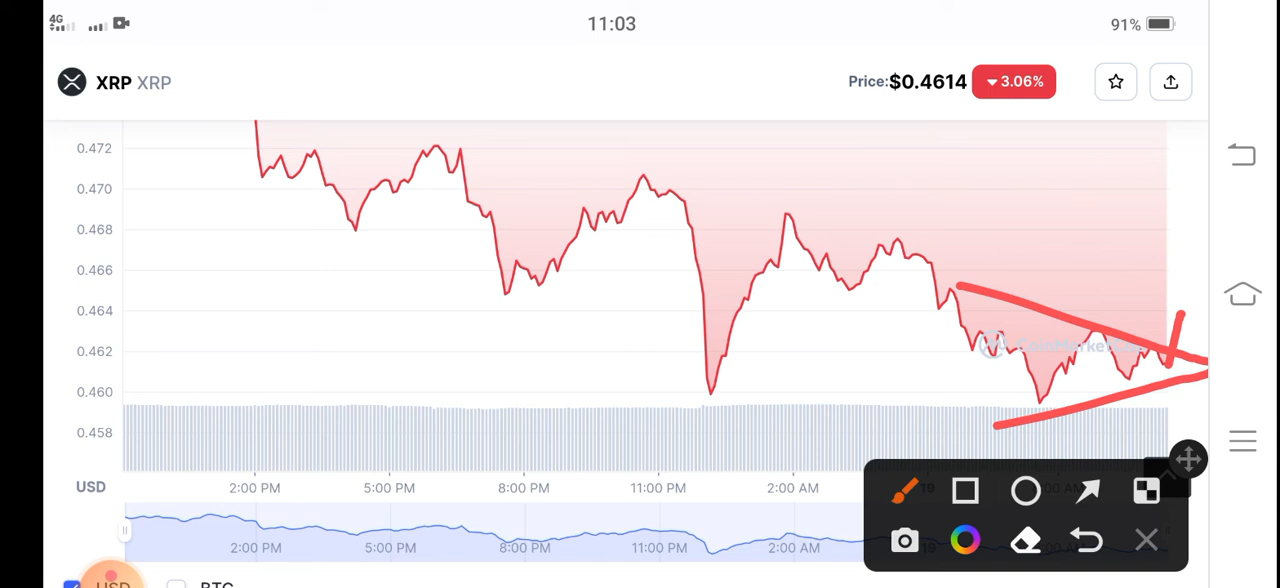 4G 11:03 91%
XRP XRP Price:$0.4614 3.06%
0.472
0.470
0.468
0.466
0.464
0.462
0.460
0.458
USD 2:00 PM 5:00 PM 8:00 PM 11:00 PM 2:00 AM 19 AM
2:00 PM 5:00 PM 8:00 PM 11:00 PM 2:00 AM 19
USD BTC